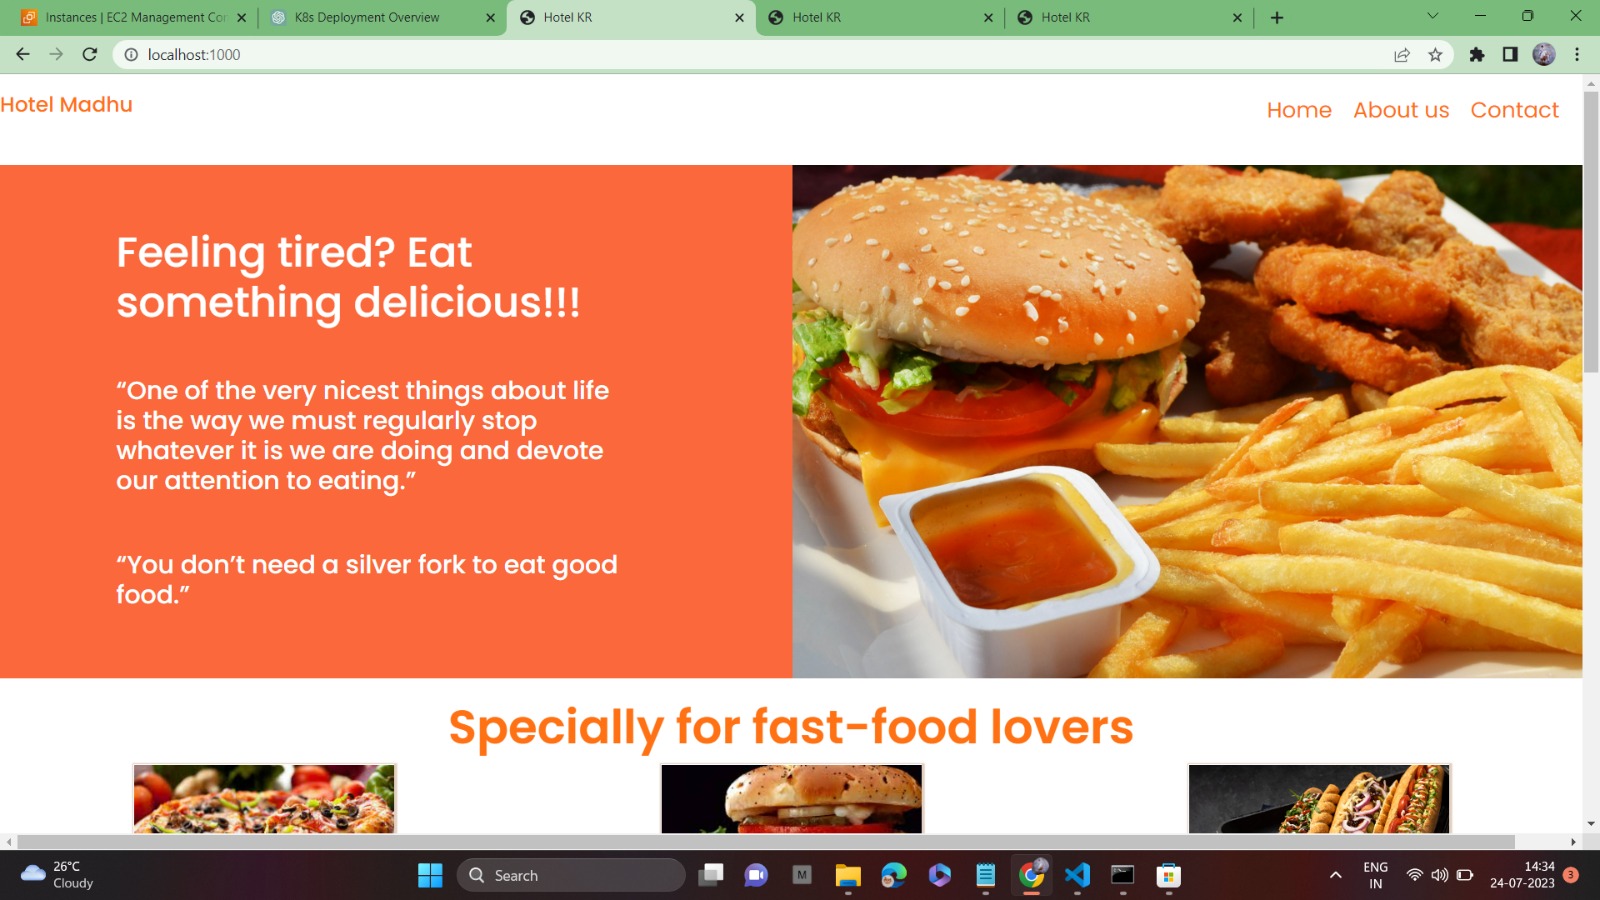 Instances | EC2 Management Con
K8s Deployment Overview
Hotel KR
Hotel KR
Hotel KR
localhost:1000
Hotel Madhu
Home
About us
Contact
Feeling tired? Eat
something delicious!!!
“One of the very nicest things about life
is the way we must regularly stop
whatever it is we are doing and devote
our attention to eating.”
“You don’t need a silver fork to eat good
food.”
Specially for fast-food lovers
26°C
Cloudy
Search
M
ENG
IN
14:34
24-07-2023
3